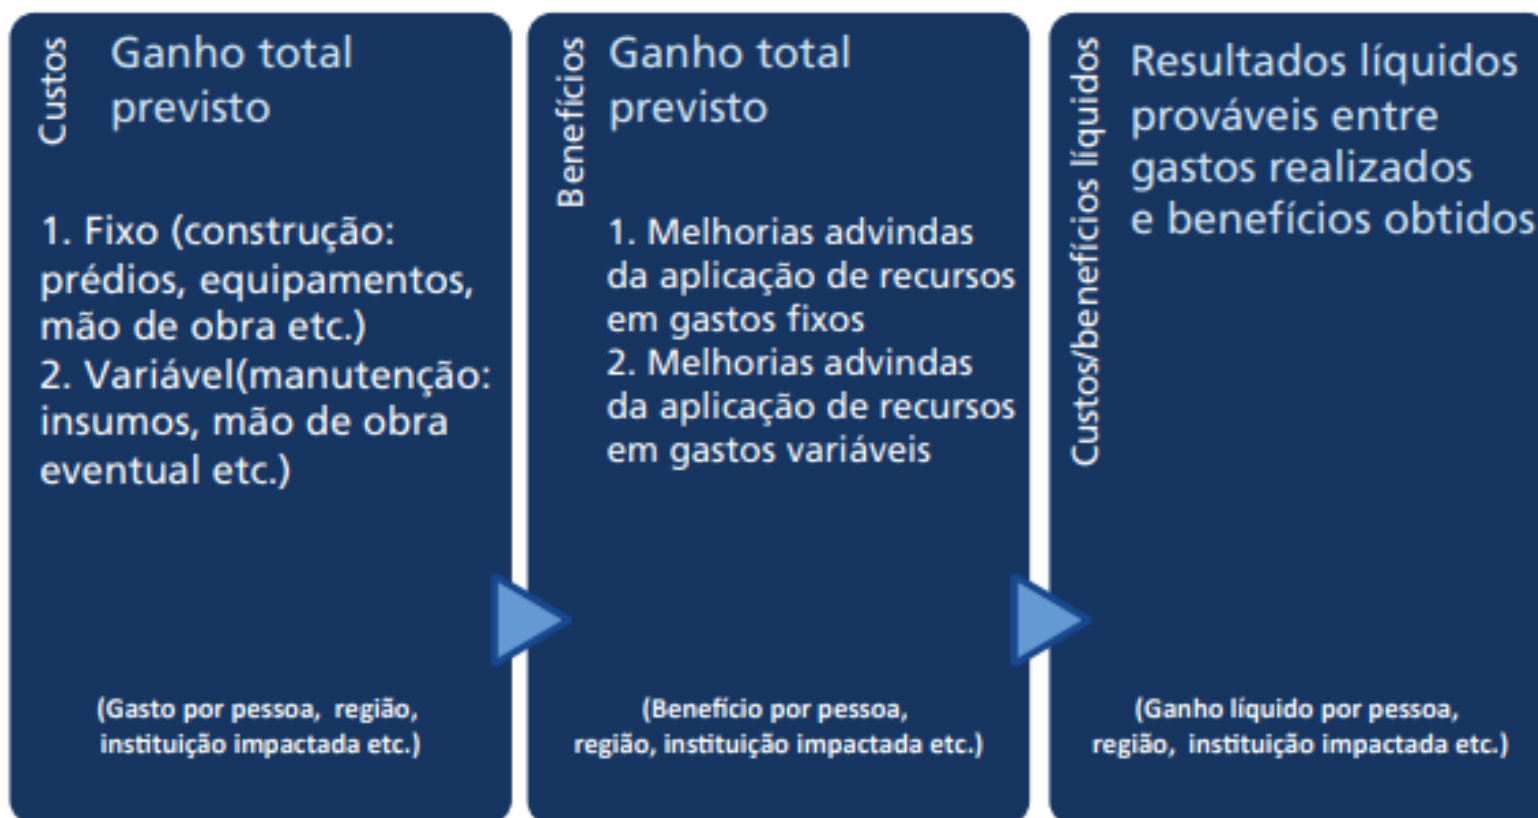 Custos
Ganho total
previsto
1. Fixo (construção:
prédios, equipamentos,
mão de obra etc.)
2. Variável(manutenção:
insumos, mão de obra
eventual etc.)
(Gasto por pessoa, região,
instituição impactada etc.)
Benefícios
Ganho total
previsto
1. Melhorias advindas
da aplicação de recursos
em gastos fixos
2. Melhorias advindas
da aplicação de recursos
em gastos variáveis
(Benefício por pessoa,
região, instituição impactada etc.)
Custos/benefícios líquidos
Resultados líquidos
prováveis entre
gastos realizados
e benefícios obtidos
(Ganho líquido por pessoa,
região, instituição impactada etc.)